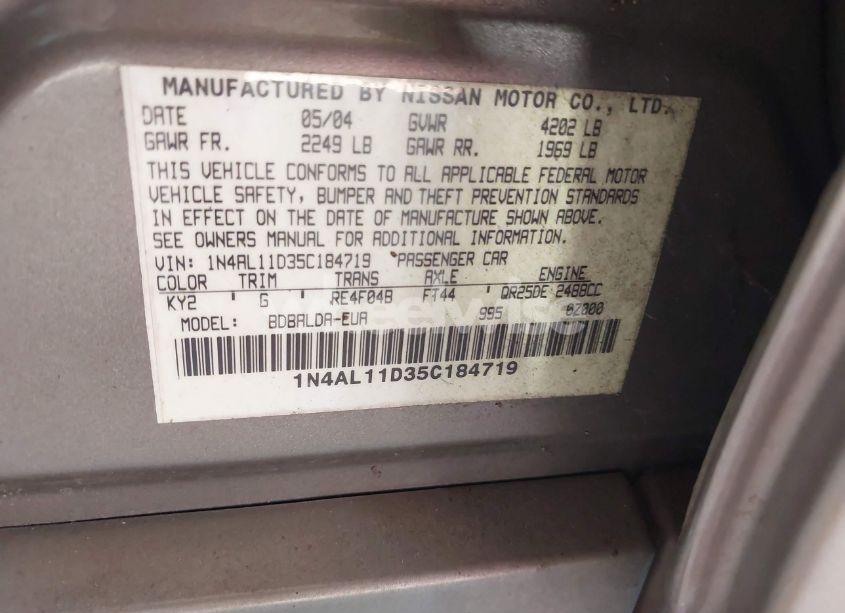 MANUFACTURED BY NISSAN MOTOR CO., LTD.
DATE 05/04 GVWR 4202 LB
GAWR FR. 2249 LB GAWR RR. 1969 LB
THIS VEHICLE CONFORMS TO ALL APPLICABLE FEDERAL MOTOR
VEHICLE SAFETY, BUMPER AND THEFT PREVENTION STANDARDS
IN EFFECT ON THE DATE OF MANUFACTURE SHOWN ABOVE.
SEE OWNERS MANUAL FOR ADDITIONAL INFORMATION
VIN: 1N4AL11D35C184719 PASSENGER CAR
COLOR TRIM TRANS AXLE ENGINE
KY2 ' G ' RE4F04B FT44 ' QR25DE 2488CC
MODEL: BDBALDA-EUA 995 0Z000
1N4AL11D35C184719